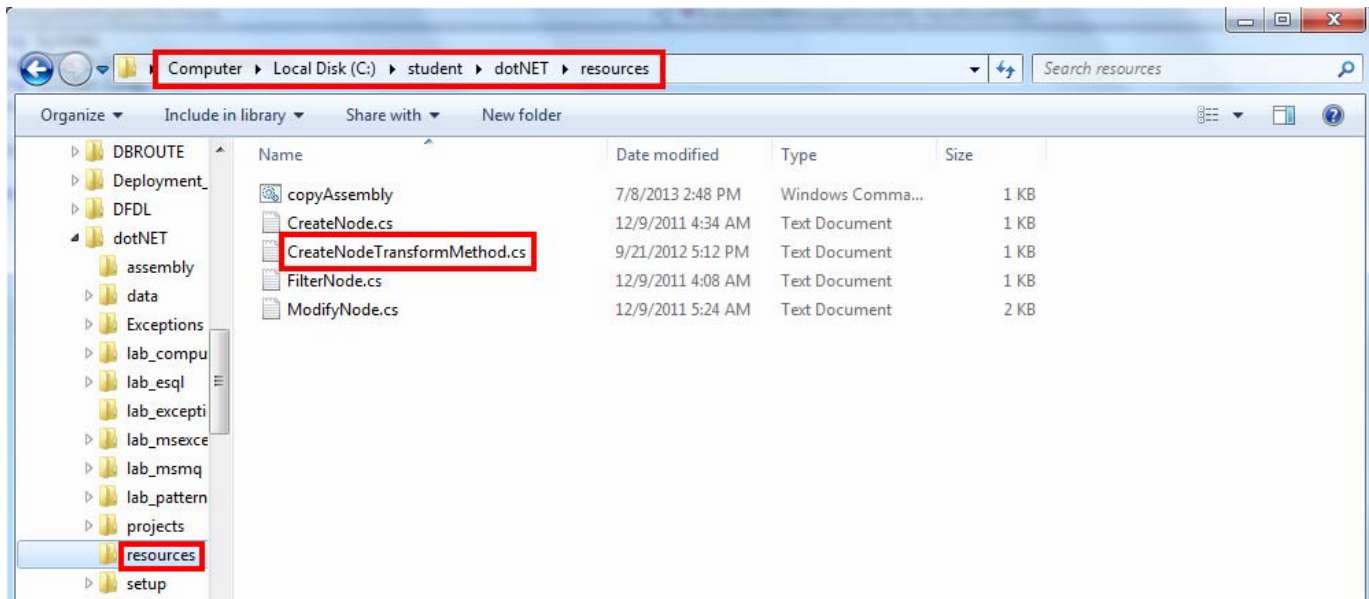 Computer ▸ Local Disk (C:) ▸ student ▸ dotNET ▸ resources
Search resources
Organize Include in library Share with New folder
DBROUTE
Deployment_
DFDL
dotNET
assembly
data
Exceptions
lab_compu
lab_esql
lab_excepti
lab_msexce
lab_msmq
lab_pattern
projects
resources
setup
Name Date modified Type Size
copyAssembly 7/8/2013 2:48 PM Windows Comma... 1 KB
CreateNode.cs 12/9/2011 4:34 AM Text Document 1 KB
CreateNodeTransformMethod.cs 9/21/2012 5:12 PM Text Document 1 KB
FilterNode.cs 12/9/2011 4:08 AM Text Document 1 KB
ModifyNode.cs 12/9/2011 5:24 AM Text Document 2 KB